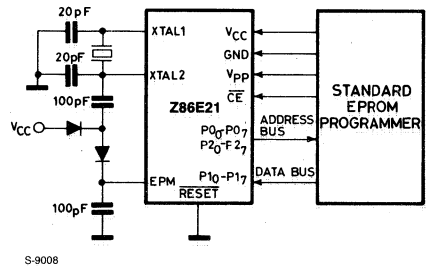 20pF
XTAL1
20pF
XTAL2
100pF
VCC
EPM
100pF
Z86E21
VCC
GND
VPP
CE
P00-P07
P20-F27
P10-P17
RESET
ADDRESS
BUS
DATA BUS
STANDARD
EPROM
PROGRAMMER
S-9008